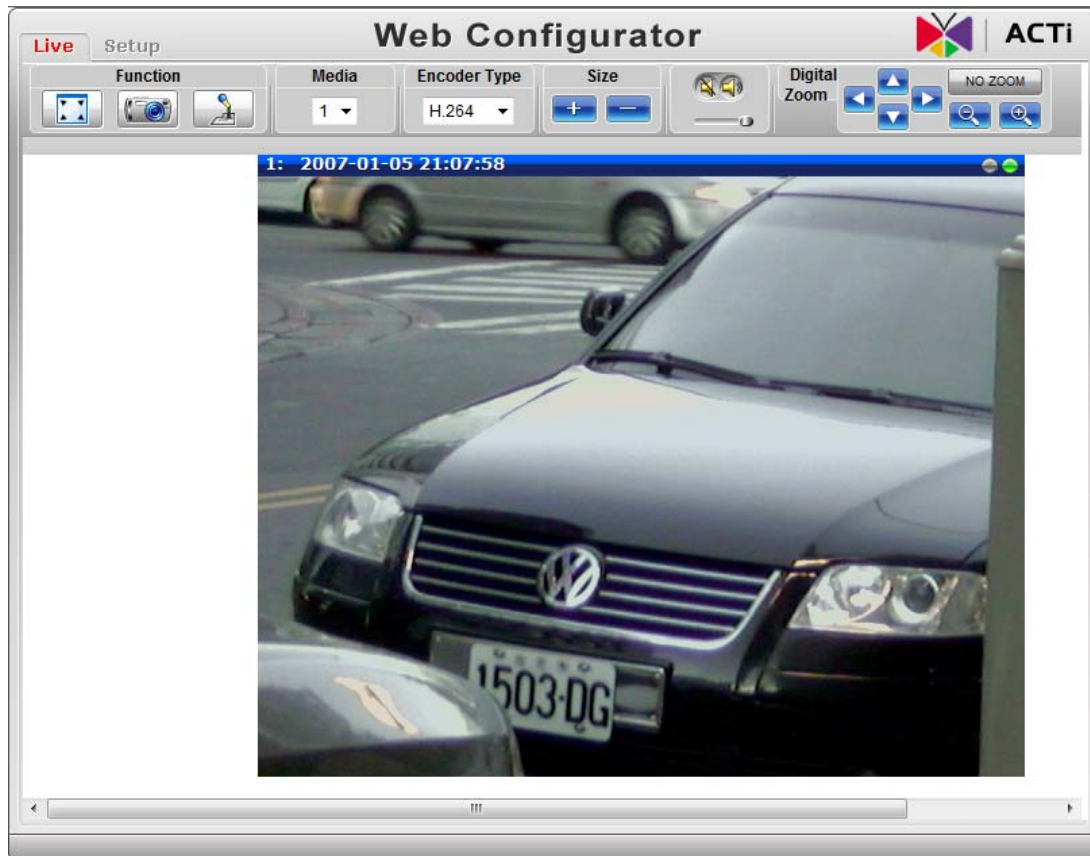 Web Configurator
ACTi
Live Setup
Function Media Encoder Type Size Digital Zoom
1 H.264 NO ZOOM
1: 2007-01-05 21:07:58
1503·DG